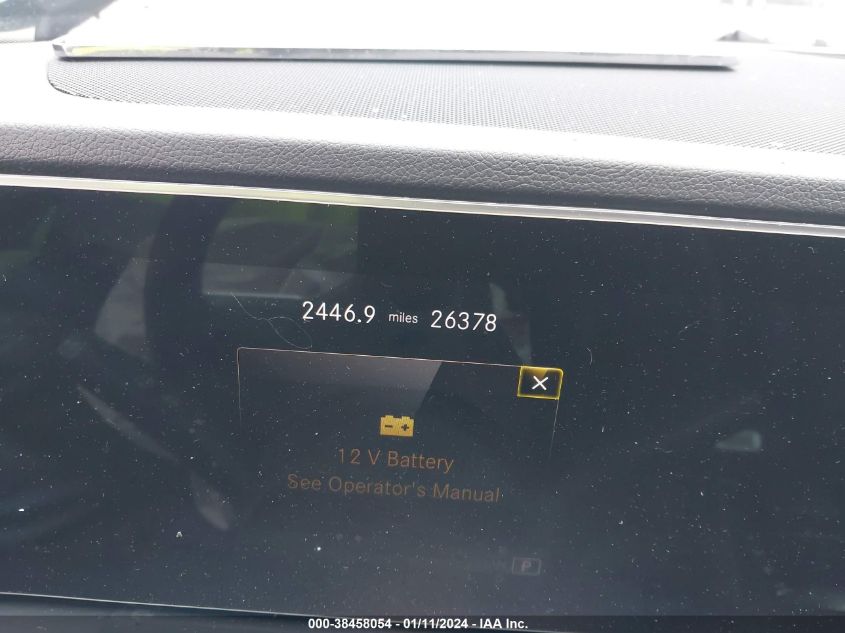 2446.9 miles 26378
12 V Battery
See Operator's Manual
P
000-38458054 - 01/11/2024 - IAA Inc.